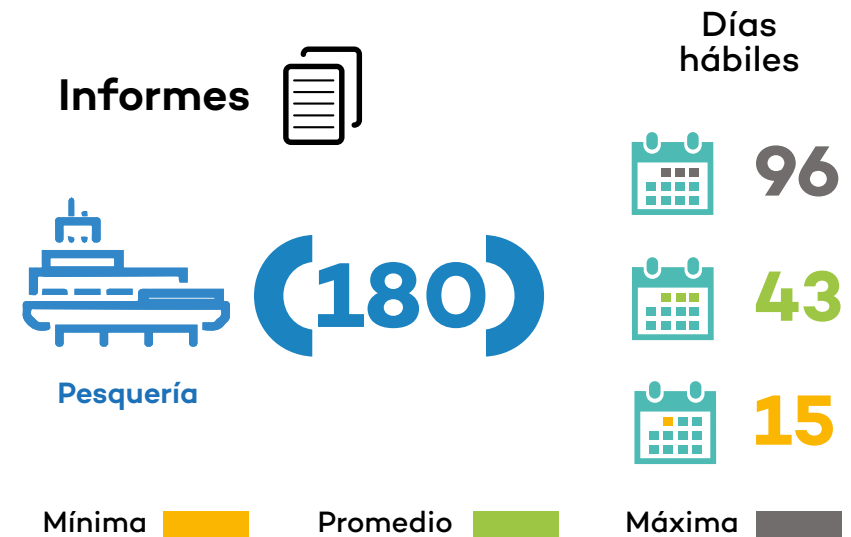 Días
hábiles
Informes
96
(180)
43
Pesquería
15
Mínima
Promedio
Máxima